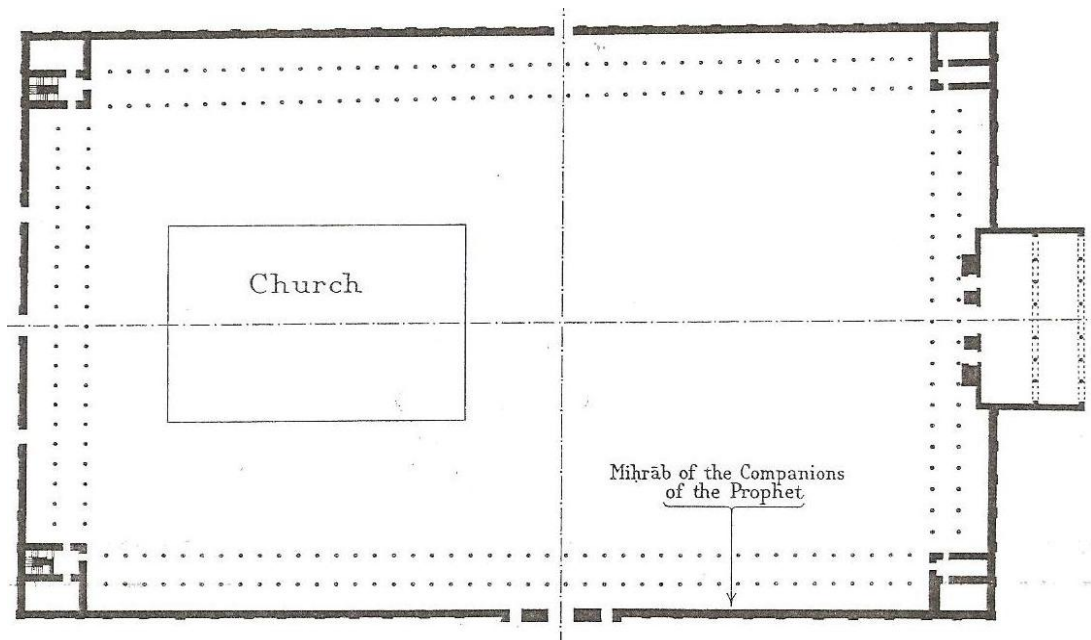 Church
Miḥrāb of the Companions
of the Prophet